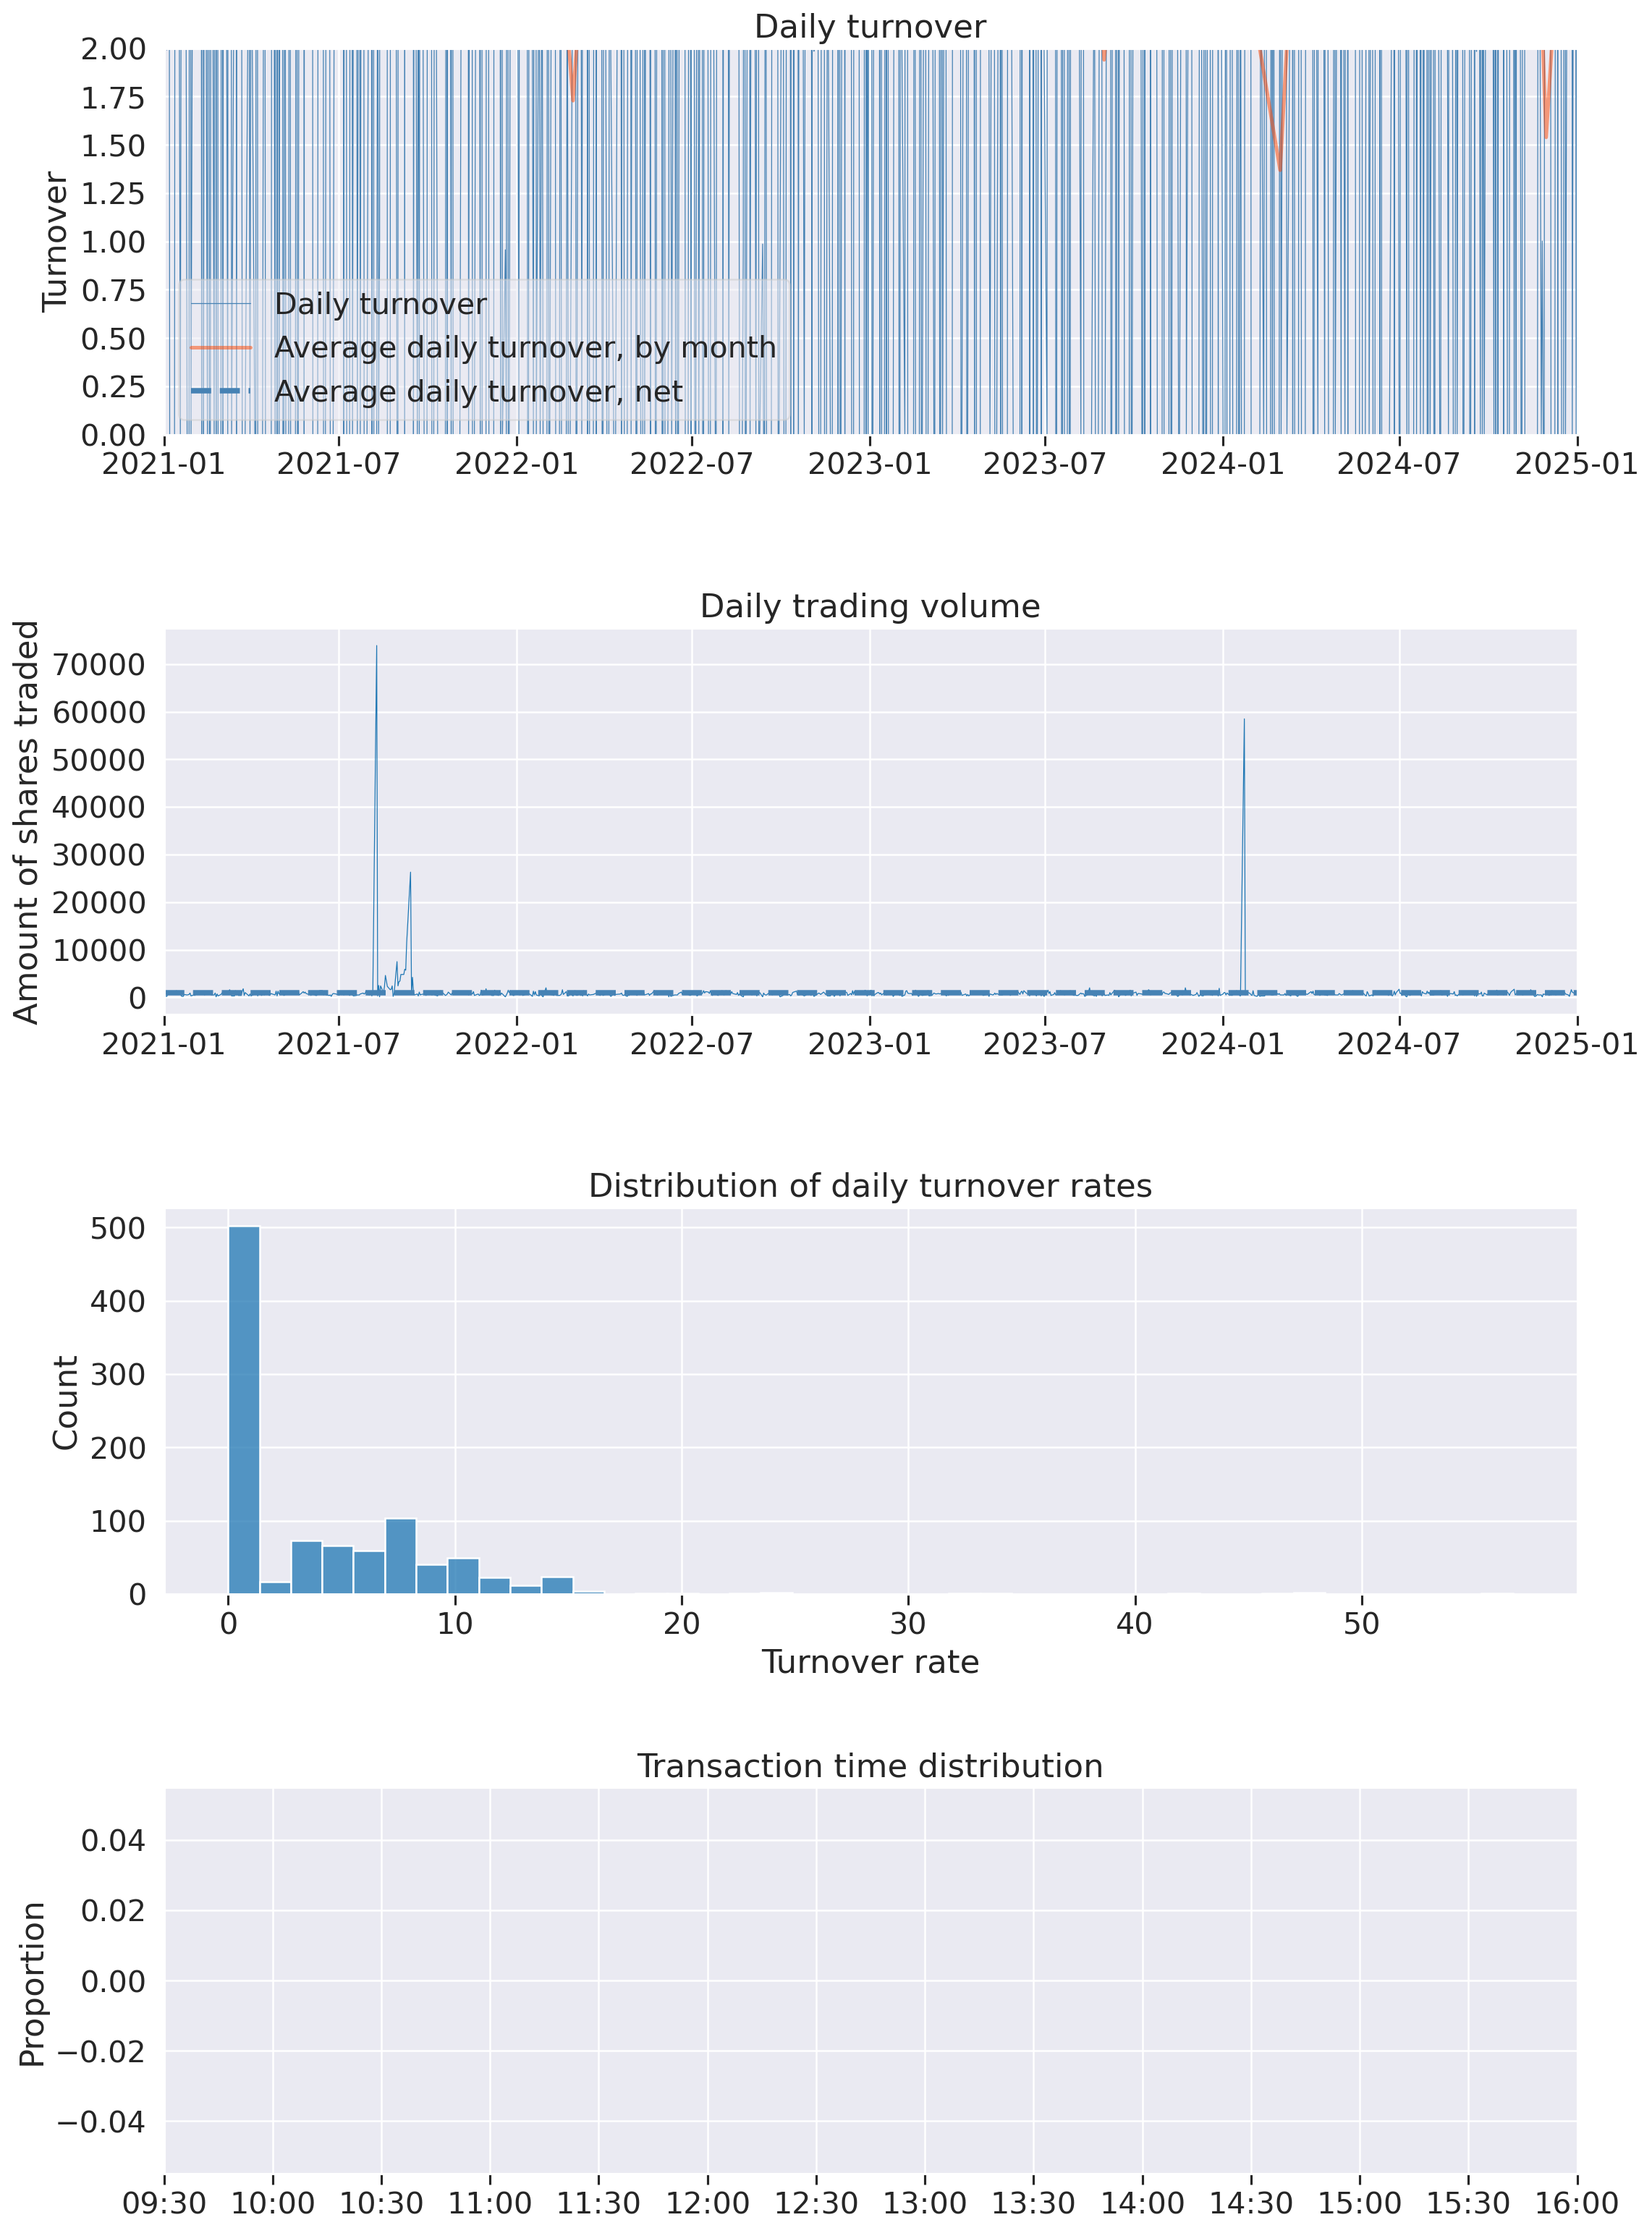 Daily turnover
Turnover
2.00
1.75
1.50
1.25
1.00
0.75
0.50
0.25
0.00
Daily turnover
Average daily turnover, by month
Average daily turnover, net
2021-01 2021-07 2022-01 2022-07 2023-01 2023-07 2024-01 2024-07 2025-01
Daily trading volume
Amount of shares traded
70000
60000
50000
40000
30000
20000
10000
0
2021-01 2021-07 2022-01 2022-07 2023-01 2023-07 2024-01 2024-07 2025-01
Distribution of daily turnover rates
Count
500
400
300
200
100
0
0 10 20 30 40 50
Turnover rate
Transaction time distribution
Proportion
0.04
0.02
0.00
−0.02
−0.04
09:30 10:00 10:30 11:00 11:30 12:00 12:30 13:00 13:30 14:00 14:30 15:00 15:30 16:00